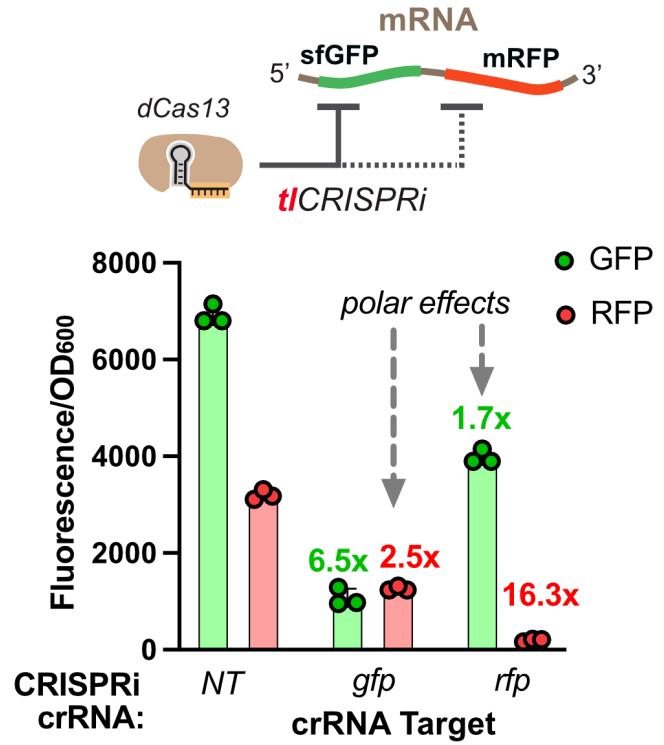 mRNA
sfGFP
mRFP
5’
3’
dCas13
tlCRISPRi
8000
6000
4000
2000
0
Fluorescence/OD600
GFP
RFP
polar effects
1.7x
6.5x
2.5x
16.3x
CRISPRi
crRNA:
NT
gfp
rfp
crRNA Target